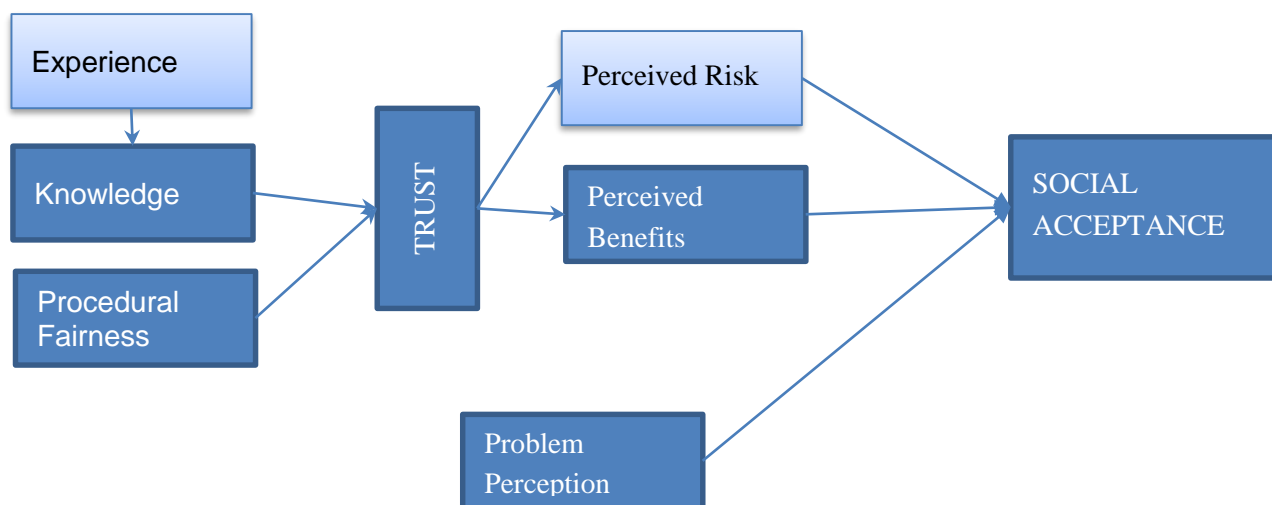 Experience
Knowledge
Procedural
Fairness
TRUST
Perceived Risk
Perceived
Benefits
Problem
Perception
SOCIAL
ACCEPTANCE